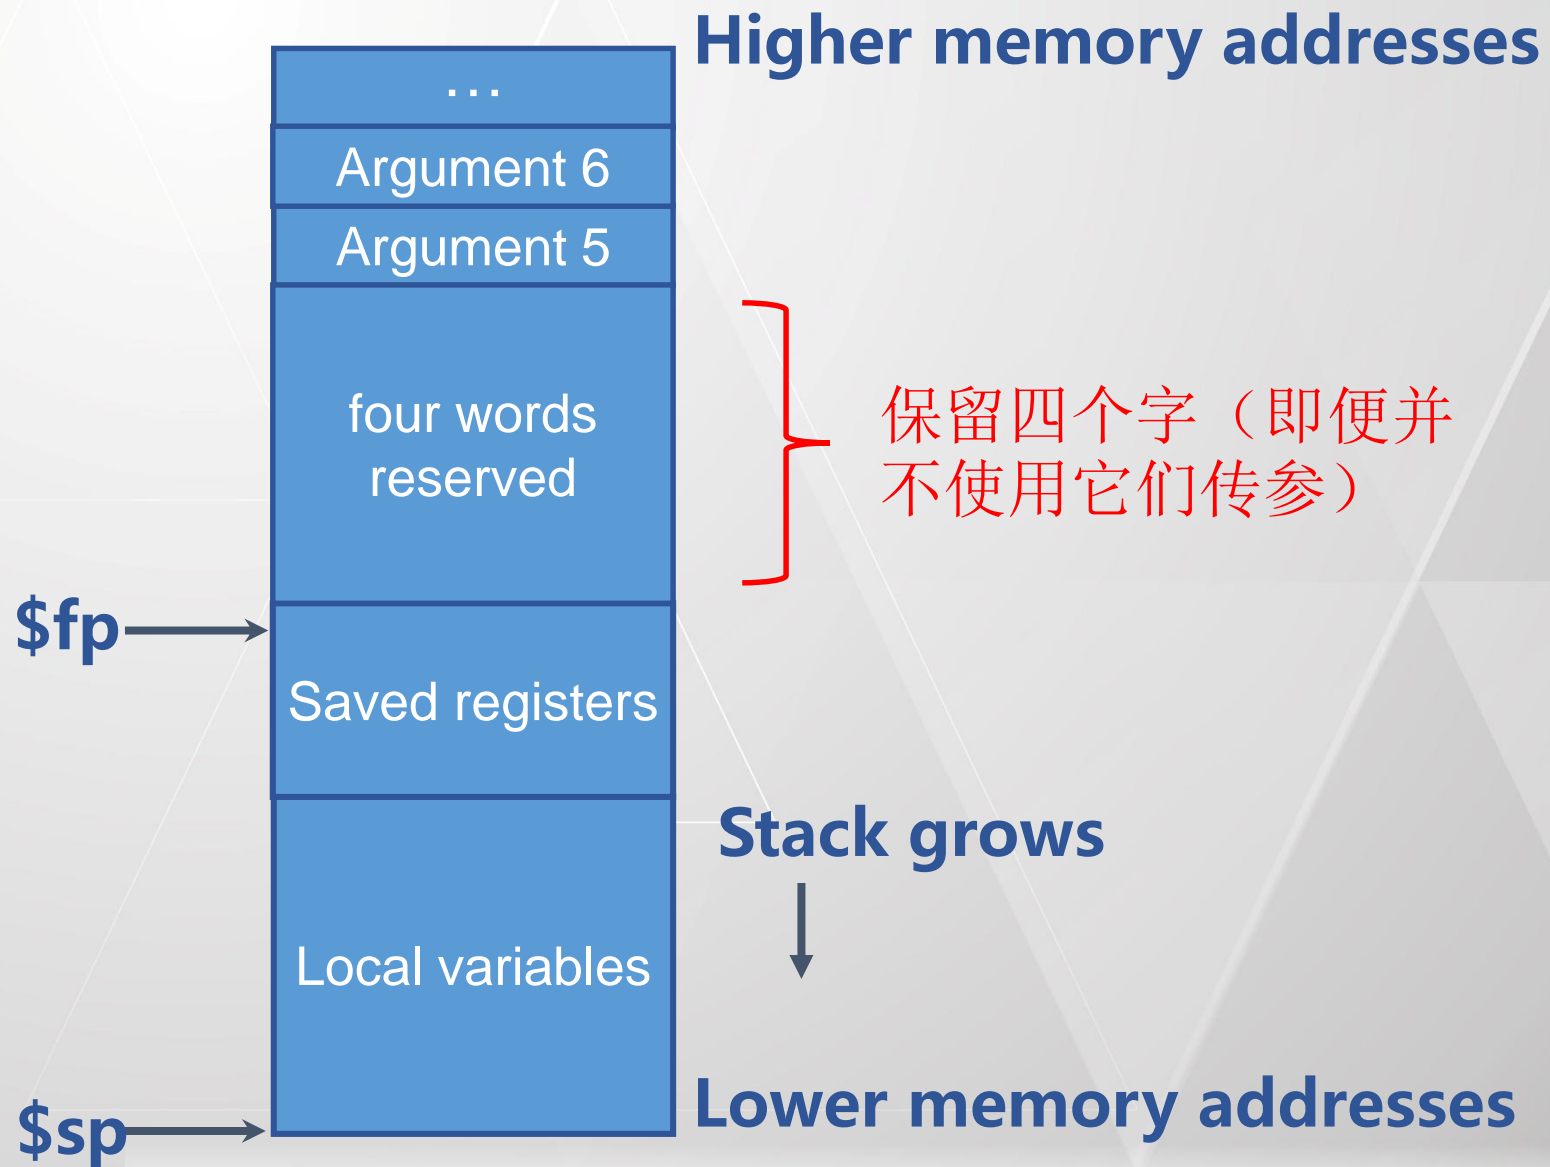 Higher memory addresses
...
Argument 6
Argument 5
four words
reserved
保留四个字（即便并
不使用它们传参）
$fp
Saved registers
Stack grows
Local variables
Lower memory addresses
$sp